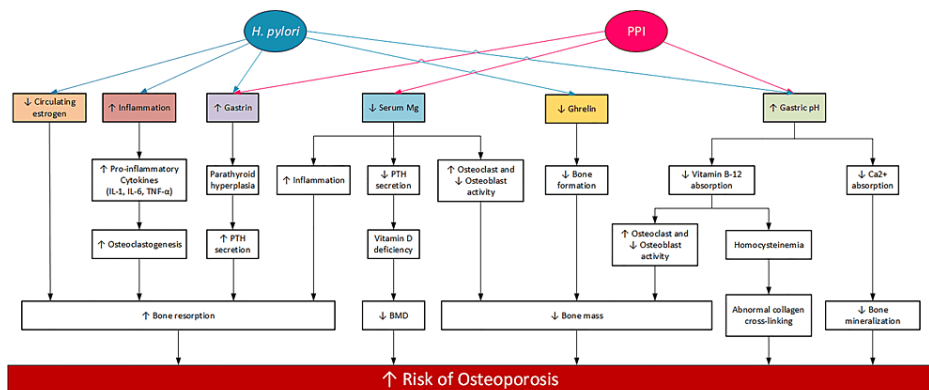 H. pylori
PPI
↓ Circulating
estrogen
↑ Inflammation
↑ Gastrin
↓ Serum Mg
↓ Ghrelin
↑ Gastric pH
↑ Pro-inflammatory
Cytokines
(IL-1, IL-6, TNF-α)
Parathyroid
hyperplasia
↑ Inflammation
↓ PTH
secretion
↑ Osteoclast and
↓ Osteoblast
activity
↓ Bone
formation
↓ Vitamin B-12
absorption
↓ Ca2+
absorption
↑ Osteoclastogenesis
↑ PTH
secretion
Vitamin D
deficiency
↑ Osteoclast and
↓ Osteoblast
activity
Homocysteinemia
↑ Bone resorption
↓ BMD
↓ Bone mass
Abnormal collagen
cross-linking
↓ Bone
mineralization
↑ Risk of Osteoporosis